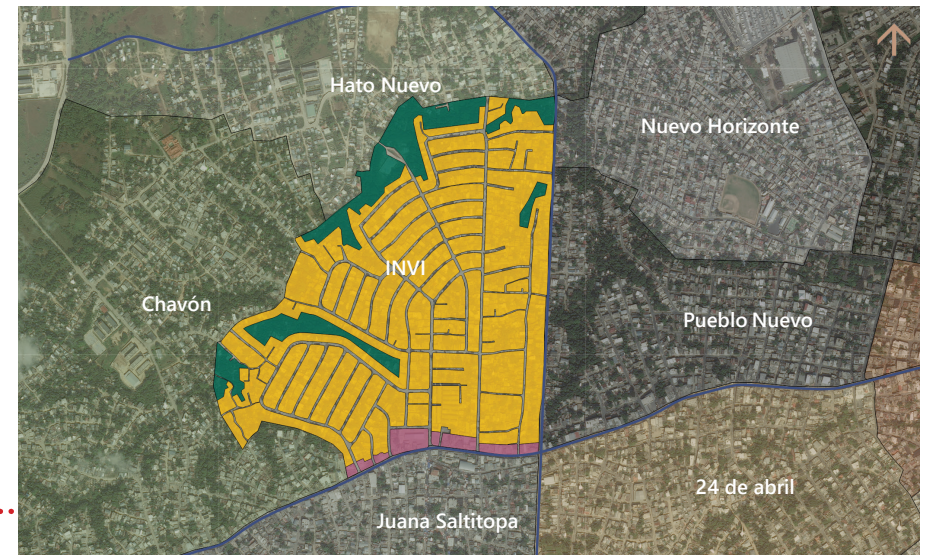 Hato Nuevo
Nuevo Horizonte
INVI
Chavón
Pueblo Nuevo
24 de abril
Juana Saltitopa